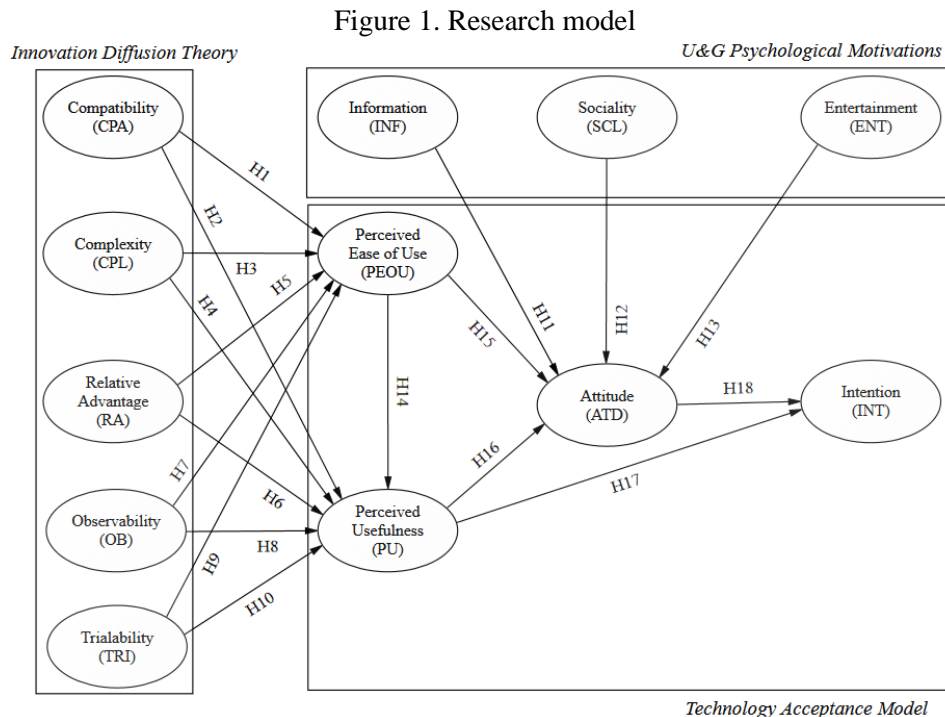 Figure 1. Research model
Innovation Diffusion Theory
U&G Psychological Motivations
Compatibility
(CPA)
Information
(INF)
Sociality
(SCL)
Entertainment
(ENT)
H1
H2
Complexity
(CPL)
H3
Perceived
Ease of Use
(PEOU)
H4
H5
H11
H12
H13
H15
H14
Relative
Advantage
(RA)
Attitude
(ATD)
H18
Intention
(INT)
H7
H6
H16
H17
Observability
(OB)
H8
Perceived
Usefulness
(PU)
H9
H10
Trialability
(TRI)
Technology Acceptance Model